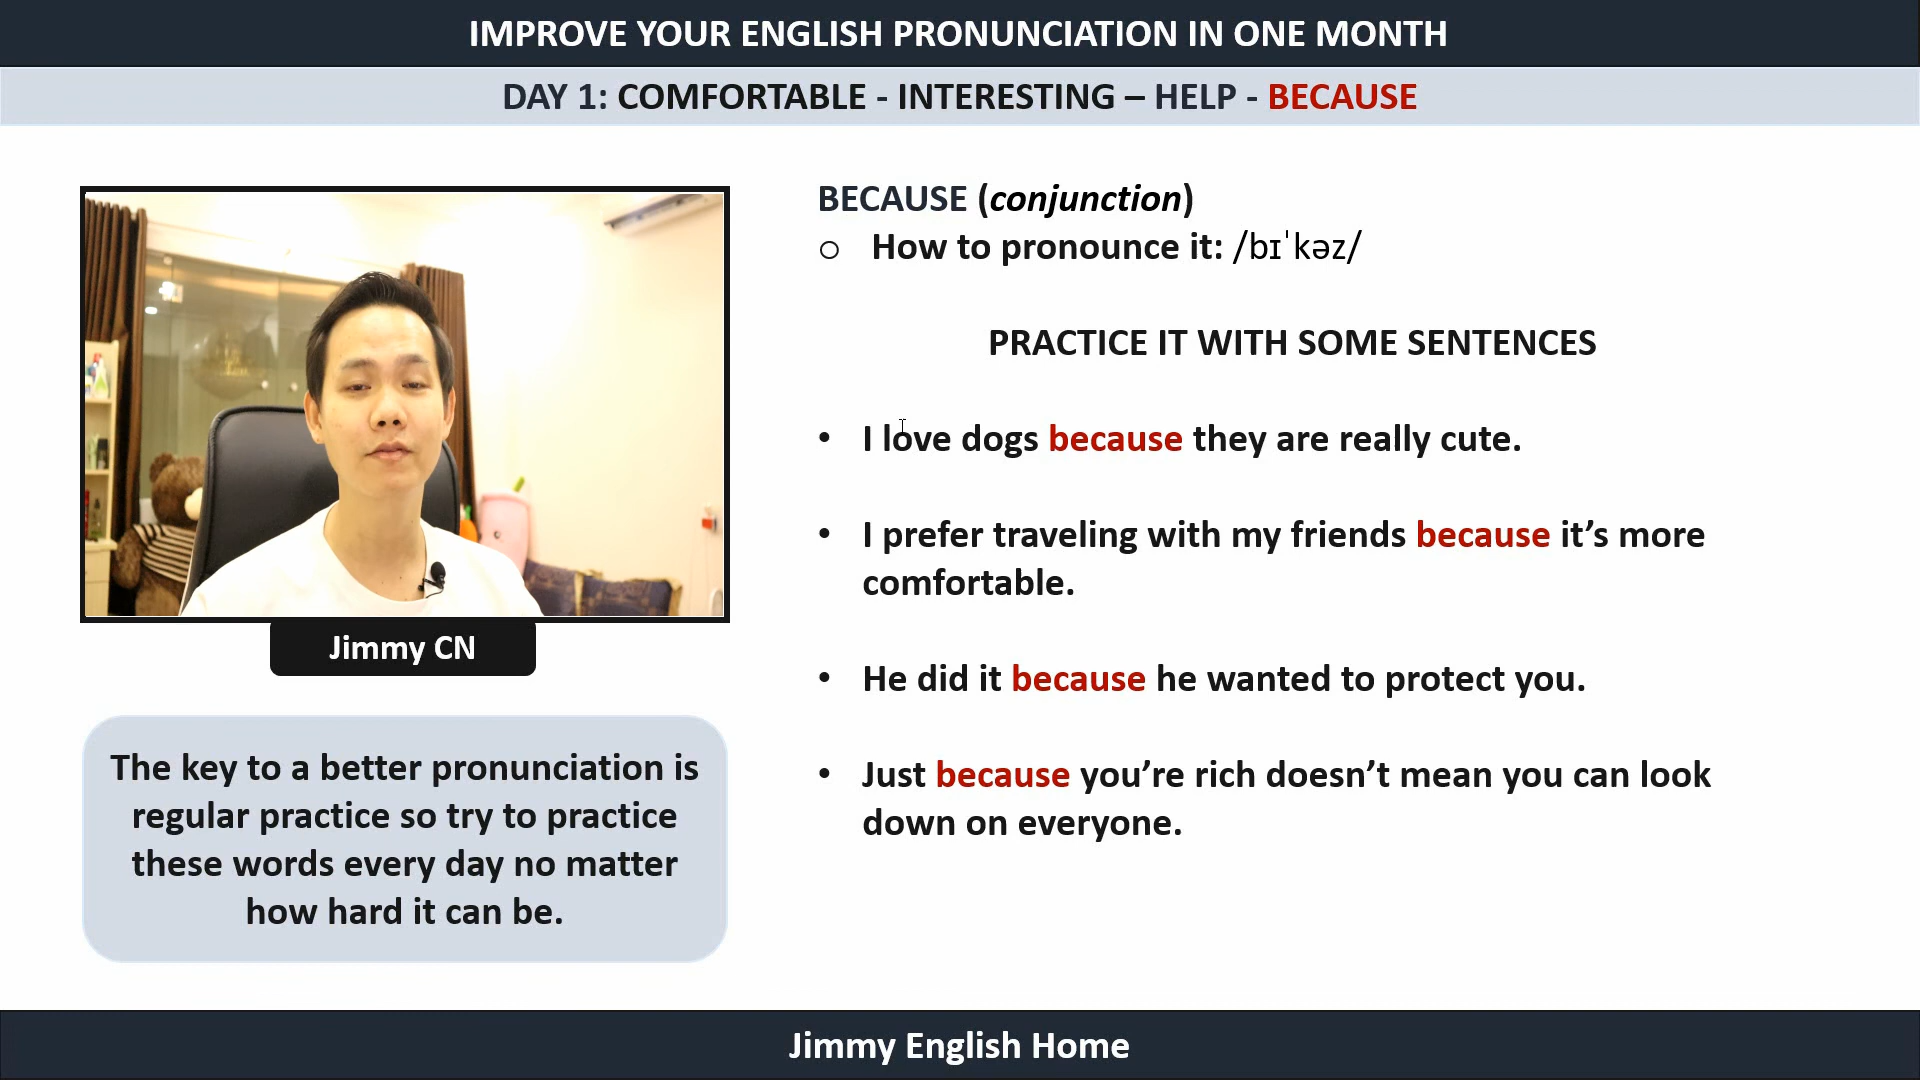 IMPROVE YOUR ENGLISH PRONUNCIATION IN ONE MONTH
DAY 1: COMFORTABLE - INTERESTING – HELP - BECAUSE
Jimmy CN
The key to a better pronunciation is
regular practice so try to practice
these words every day no matter
how hard it can be.
BECAUSE (conjunction)
o How to pronounce it: /bɪˈkəz/
PRACTICE IT WITH SOME SENTENCES
• I love dogs because they are really cute.
• I prefer traveling with my friends because it’s more
comfortable.
• He did it because he wanted to protect you.
• Just because you’re rich doesn’t mean you can look
down on everyone.
Jimmy English Home